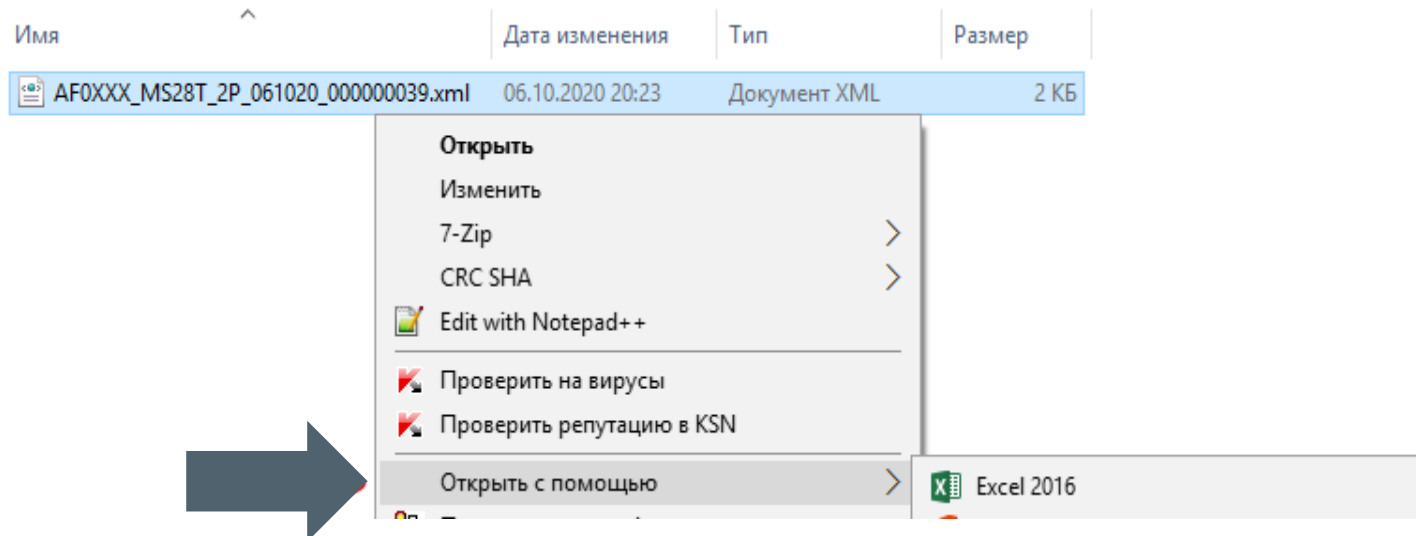 Имя Дата изменения Тип Размер
AF0XXX_MS28T_2P_061020_000000039.xml 06.10.2020 20:23 Документ XML 2 КБ
Открыть
Изменить
7-Zip
CRC SHA
Edit with Notepad++
Проверить на вирусы
Проверить репутацию в KSN
Открыть с помощью
Excel 2016